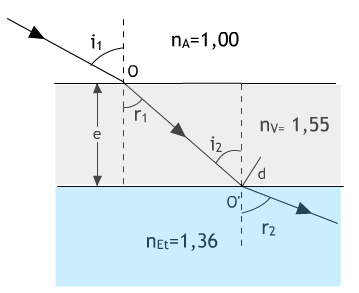 i1
nA=1,00
O
r1
e
i2
nV= 1,55
d
O'
r2
nEt=1,36